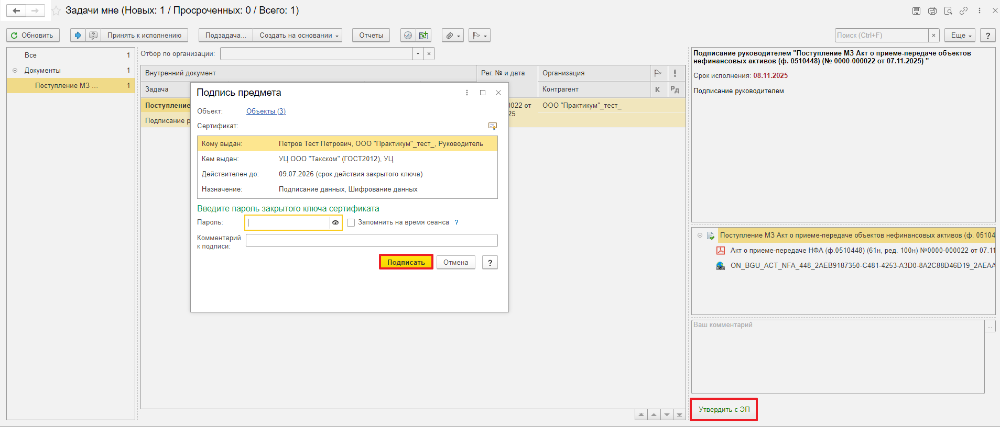 Задачи мне (Новых: 1 / Просроченных: 0 / Всего: 1)
Обновить
Принять к исполнению
Подзадача...
Создать на основании
Отчеты
Поиск (Ctrl+F)
×
Еще
?
Все 1
Документы 1
Поступление МЗ ... 1
Отбор по организации:
×
Внутренний документ
Рег. № и дата
Организация
!
Задача
Контрагент
К
Рд
Поступление
0022 от
25
ООО "Практикум"_тест_
Подписание р
Подпись предмета
Объект: Объекты (3)
Сертификат:
Кому выдан: Петров Тест Петрович, ООО "Практикум"_тест_, Руководитель
Кем выдан: УЦ ООО "Такском" (ГОСТ2012), УЦ
Действителен до: 09.07.2026 (срок действия закрытого ключа)
Назначение: Подписание данных, Шифрование данных
Введите пароль закрытого ключа сертификата
Пароль:
Запомнить на время сеанса ?
Комментарий
к подписи:
Подписать
Отмена
?
Подписание руководителем "Поступление МЗ Акт о приеме-передаче объектов
нефинансовых активов (ф. 0510448) (№ 0000-000022 от 07.11.2025) "
Срок исполнения: 08.11.2025
Подписание руководителем
Поступление МЗ Акт о приеме-передаче объектов нефинансовых активов (ф. 05104
Акт о приеме-передаче НФА (ф.0510448) (61н, ред. 100н) №0000-000022 от 07.11
ON_BGU_ACT_NFA_448_2AEB9187350-C481-4253-A3D0-8A2C88D46D19_2AEAA
Ваш комментарий
...
Утвердить с ЭП